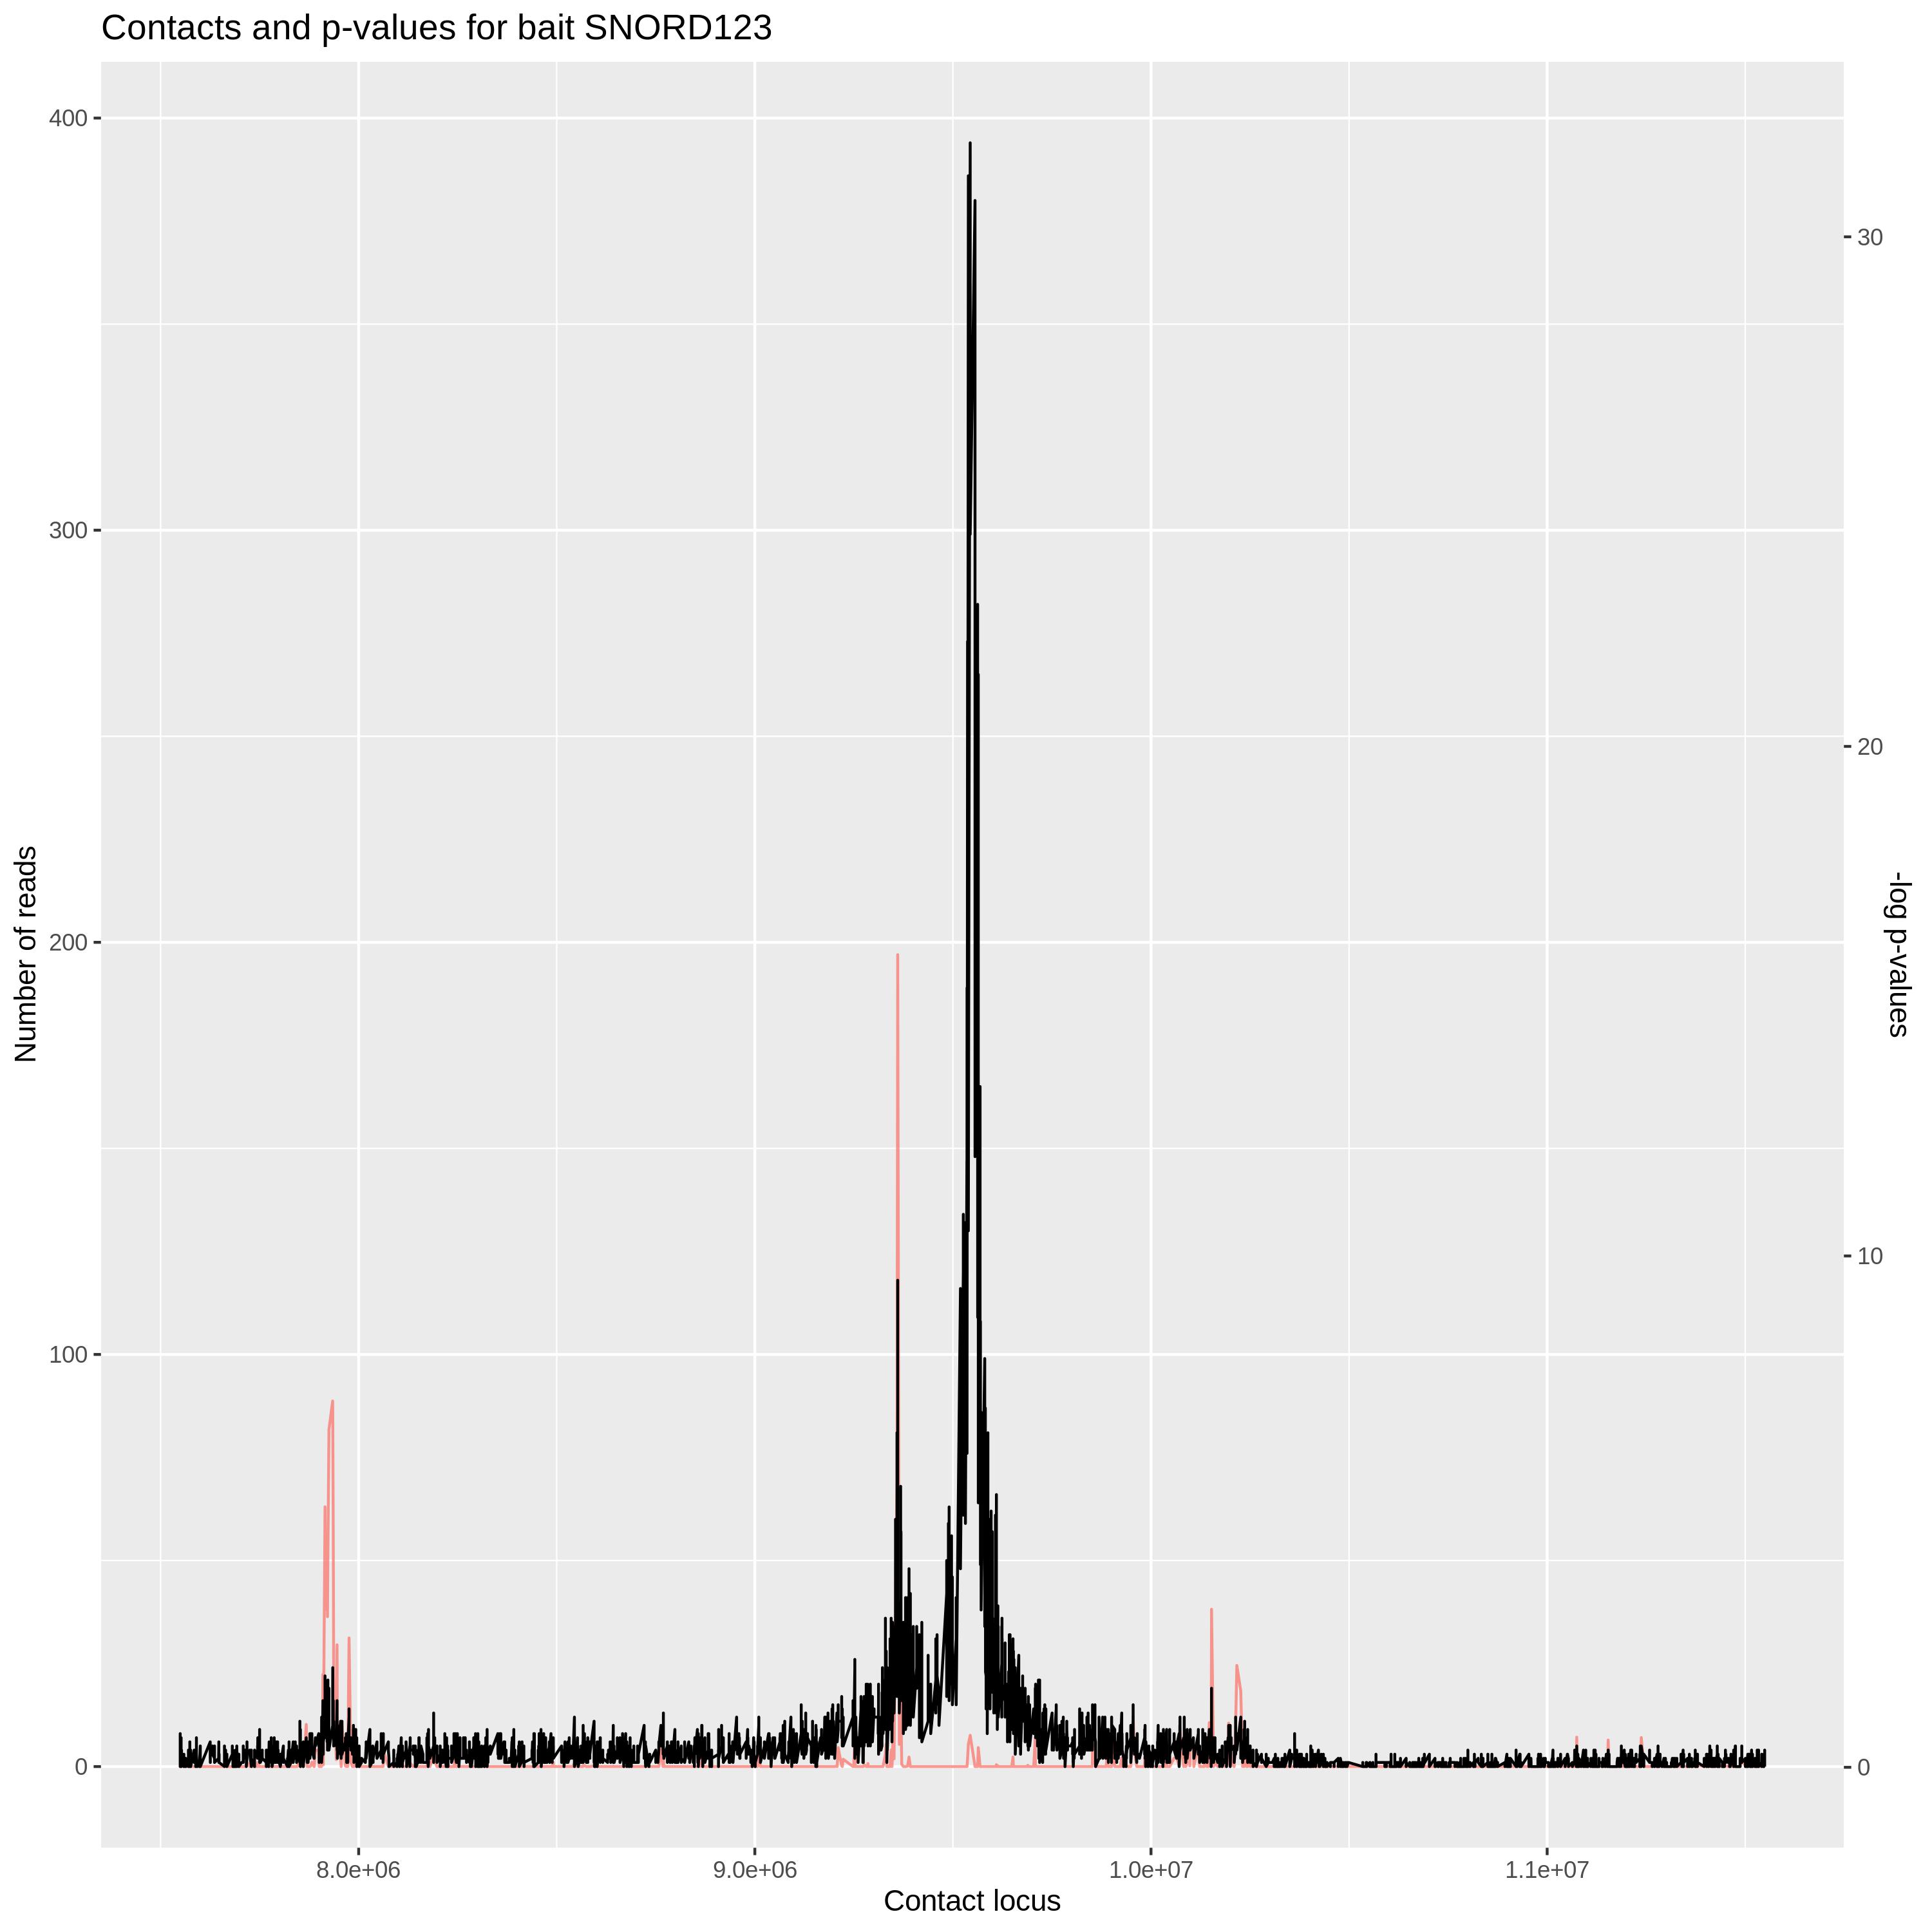 Contacts and p-values for bait SNORD123
400
300
200
100
0
Number of reads
30
20
10
0
-log p-values
8.0e+06
9.0e+06
1.0e+07
1.1e+07
Contact locus